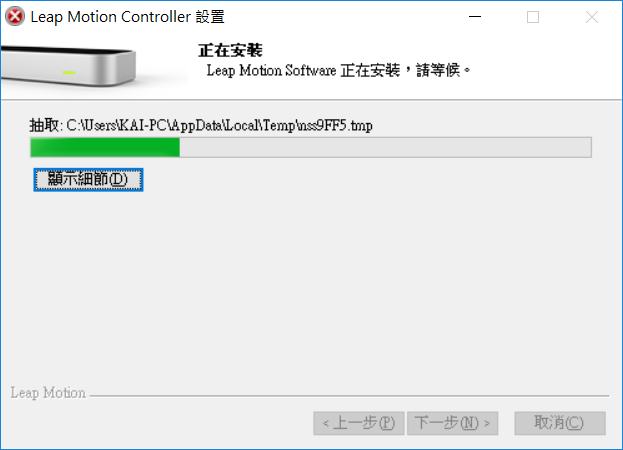 Leap Motion Controller 設置
正在安裝
Leap Motion Software 正在安裝，請等候。
抽取: C:\Users\KAI-PC\AppData\Local\Temp\nss9FF5.tmp
顯示細節(D)
Leap Motion
< 上一步(P) 下一步(N) > 取消(C)